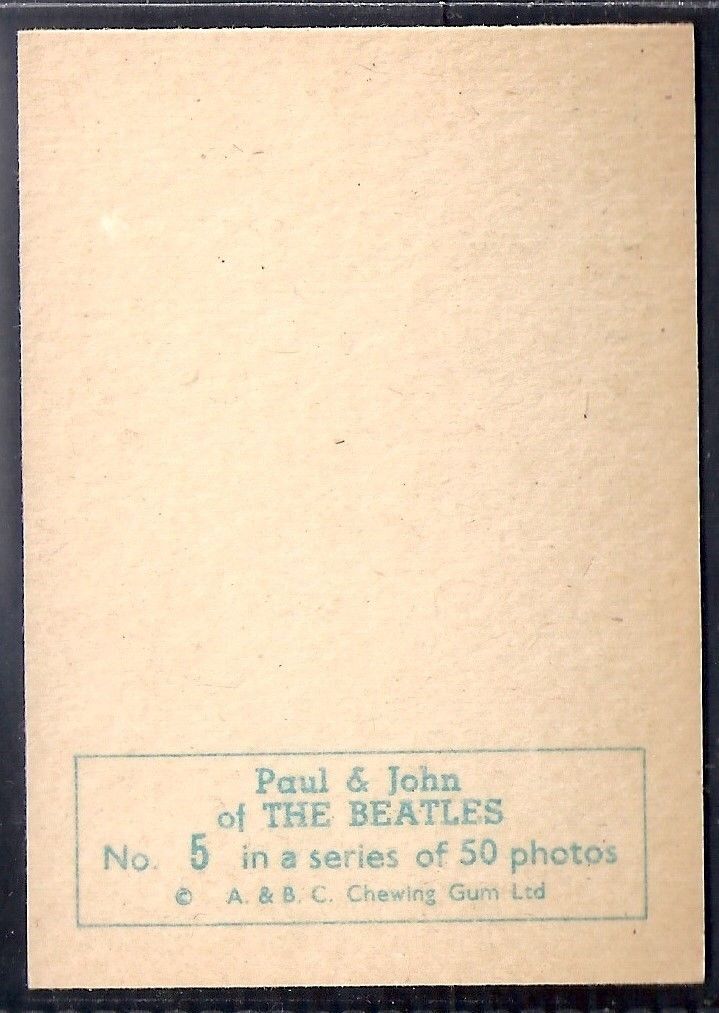 Paul & John
of THE BEATLES
No. 5 in a series of 50 photos
© A. & B. C. Chewing Gum Ltd